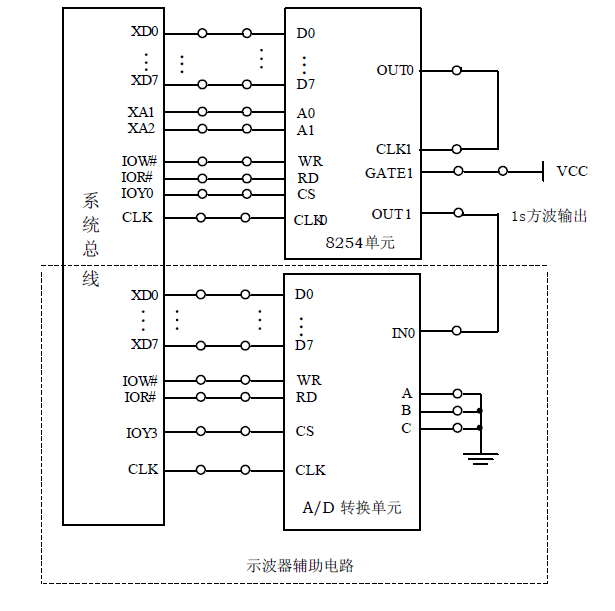 XD0
XD7
XA1
XA2
IOW#
IOR#
IOY0
CLK
系统总线
D0
D7
A0
A1
WR
RD
CS
CLK0
OUT0
CLK1
GATE1
OUT1
8254单元
VCC
1s方波输出
XD0
XD7
IOW#
IOR#
IOY3
CLK
D0
D7
WR
RD
CS
CLK
IN0
A
B
C
A/D 转换单元
示波器辅助电路